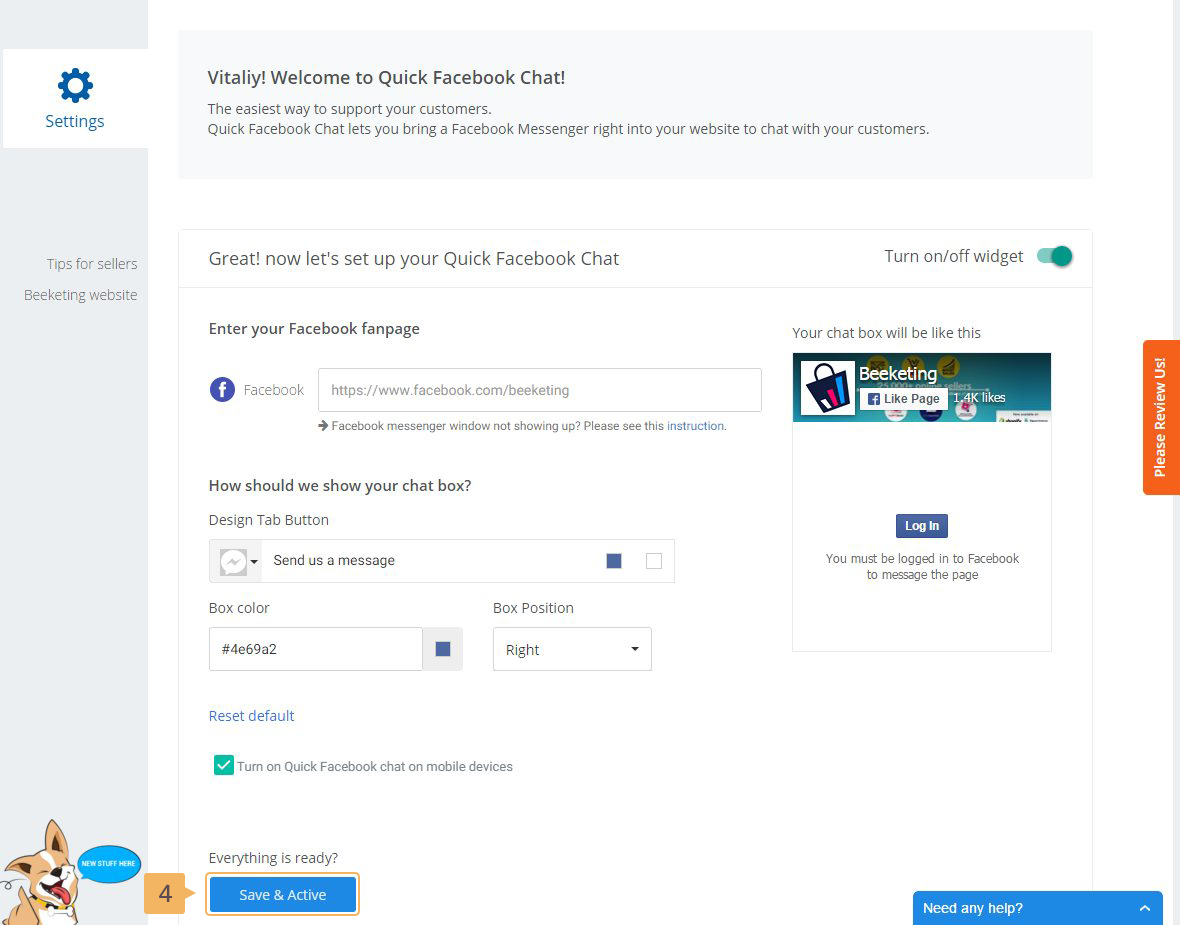 Settings
Tips for sellers
Beeketing website
Vitaliy! Welcome to Quick Facebook Chat!
The easiest way to support your customers.
Quick Facebook Chat lets you bring a Facebook Messenger right into your website to chat with your customers.
Great! now let's set up your Quick Facebook Chat
Turn on/off widget
Enter your Facebook fanpage
Facebook
https://www.facebook.com/beeketing
Facebook messenger window not showing up? Please see this instruction.
How should we show your chat box?
Design Tab Button
Send us a message
Box color
Box Position
#4e69a2
Right
Reset default
Turn on Quick Facebook chat on mobile devices
Everything is ready?
4
Save & Active
Your chat box will be like this
Beeketing
25,000+ online sellers
Like Page
1.4K likes
Log In
You must be logged in to Facebook
to message the page
Please Review Us!
NEW STUFF HERE
Need any help?